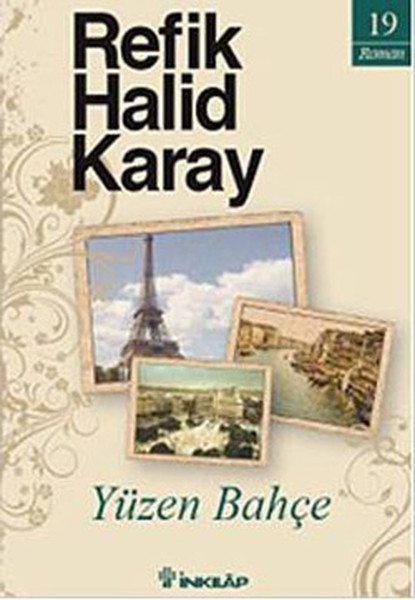 Refik
Halid
Karay
19
Roman
Yüzen Bahçe
İNKILÂP